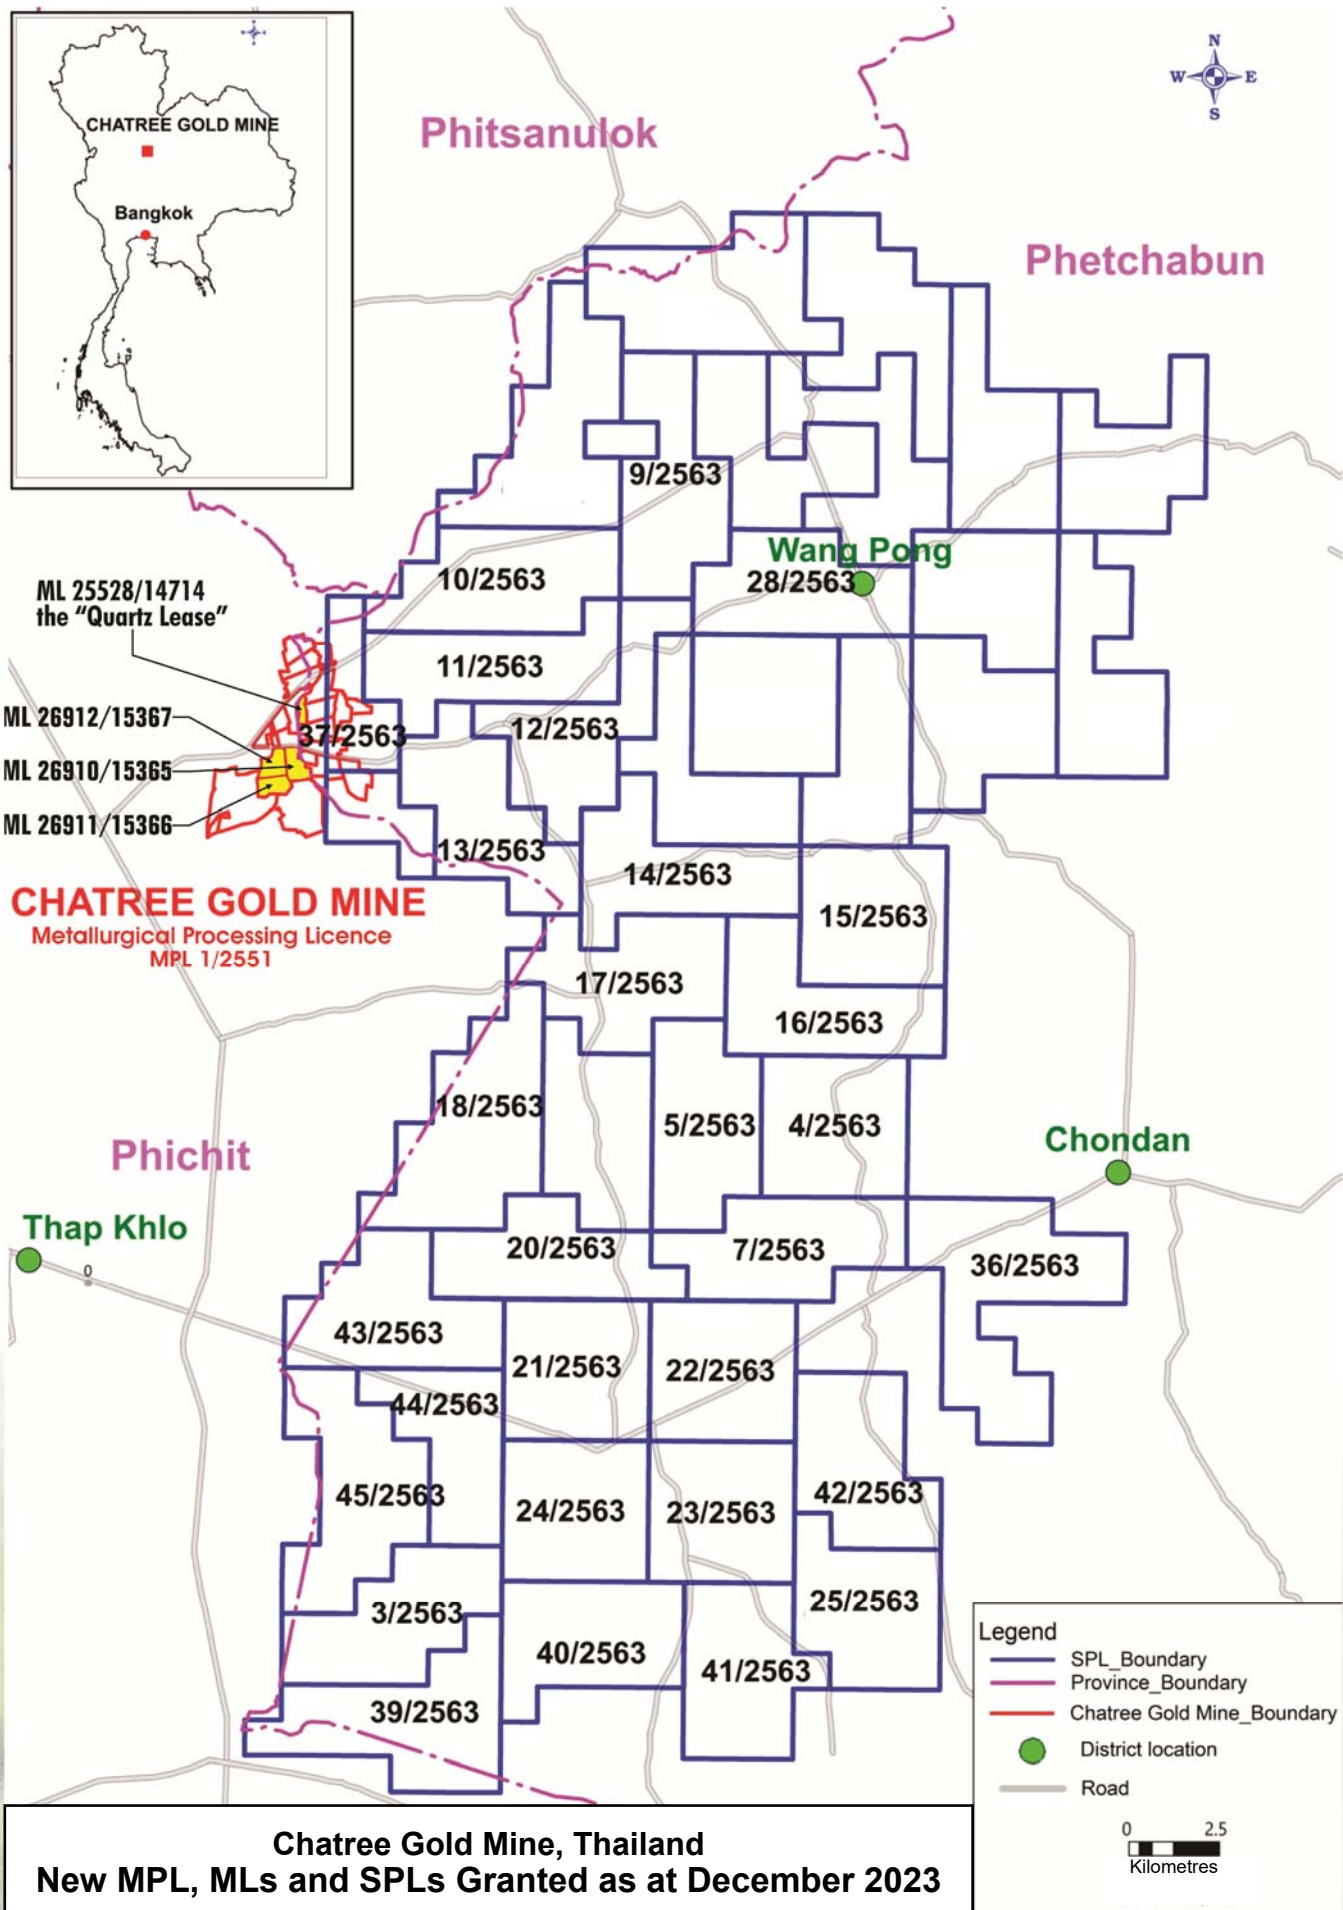 CHATREE GOLD MINE
Bangkok
N
W E
S
Phitsanulok
Phetchabun
9/2563
Wang Pong
28/2563
10/2563
ML 25528/14714
the “Quartz Lease”
11/2563
ML 26912/15367
37/2563
12/2563
ML 26910/15365
ML 26911/15366
13/2563
14/2563
CHATREE GOLD MINE
Metallurgical Processing Licence
MPL 1/2551
15/2563
17/2563
16/2563
18/2563
5/2563
4/2563
Phichit
Chondan
Thap Khlo
20/2563
7/2563
36/2563
0
43/2563
21/2563
22/2563
44/2563
45/2563
24/2563
23/2563
42/2563
3/2563
25/2563
40/2563
41/2563
39/2563
Legend
SPL_Boundary
Province_Boundary
Chatree Gold Mine_Boundary
District location
Road
0 2.5
Kilometres
Chatree Gold Mine, Thailand
New MPL, MLs and SPLs Granted as at December 2023